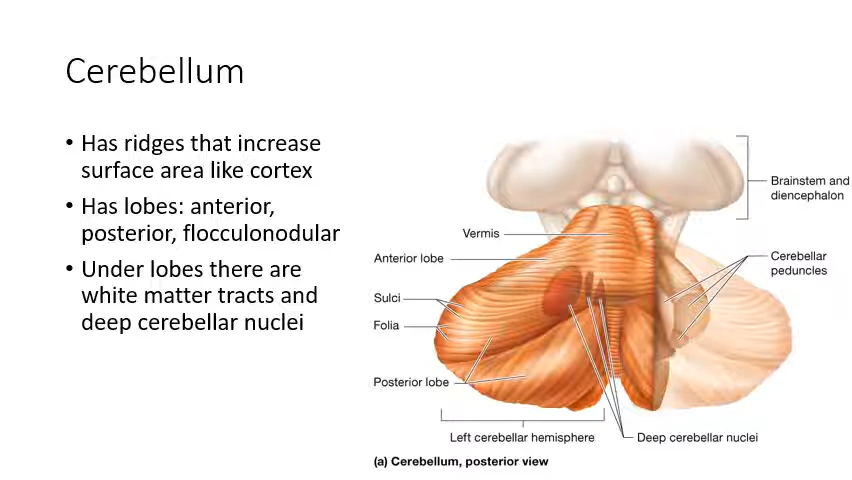 Cerebellum
• Has ridges that increase
surface area like cortex
• Has lobes: anterior,
posterior, flocculonodular
• Under lobes there are
white matter tracts and
deep cerebellar nuclei
Brainstem and
diencephalon
Vermis
Anterior lobe
Cerebellar
peduncles
Sulci
Folia
Posterior lobe
Left cerebellar hemisphere
Deep cerebellar nuclei
(a) Cerebellum, posterior view